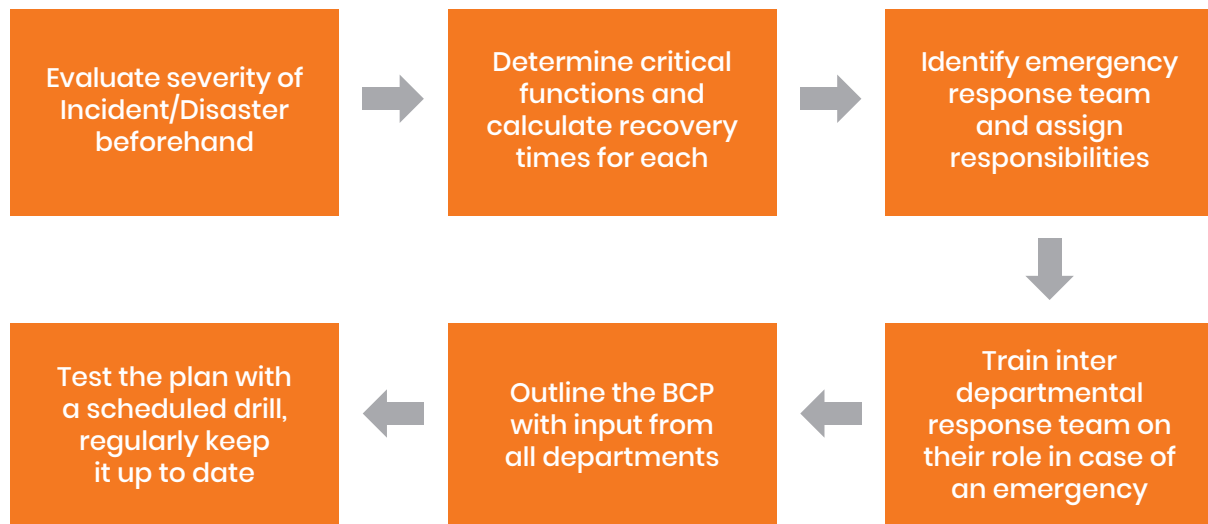 Evaluate severity of
Incident/Disaster
beforehand
Determine critical
functions and
calculate recovery
times for each
Identify emergency
response team
and assign
responsibilities
Train inter
departmental
response team on
their role in case of
an emergency
Outline the BCP
with input from
all departments
Test the plan with
a scheduled drill,
regularly keep
it up to date